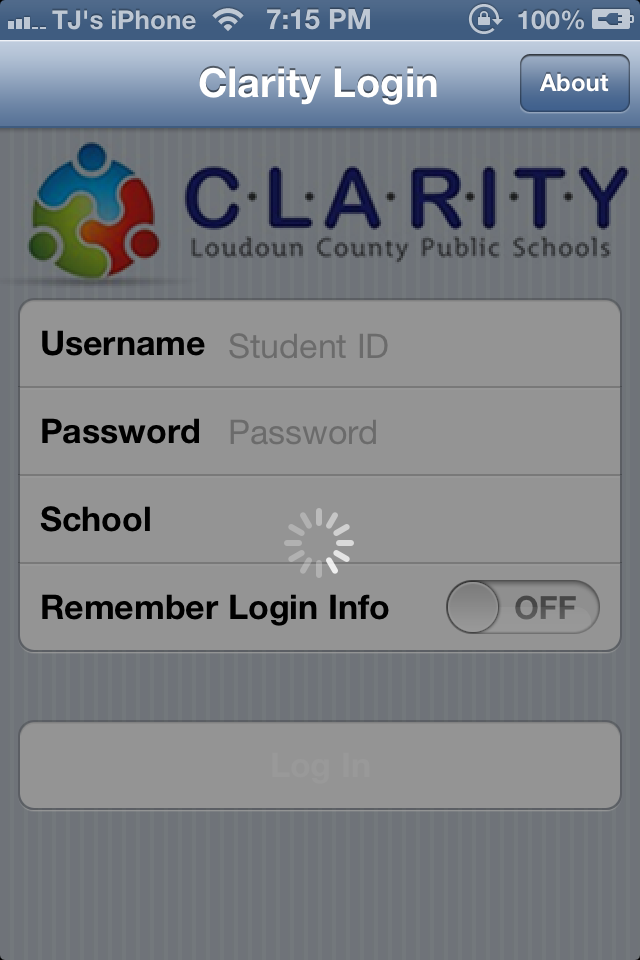 TJ's iPhone 7:15 PM 100%
Clarity Login About
C·L·A·R·I·T·Y
Loudoun County Public Schools
Username Student ID
Password Password
School
Remember Login Info OFF
Log In